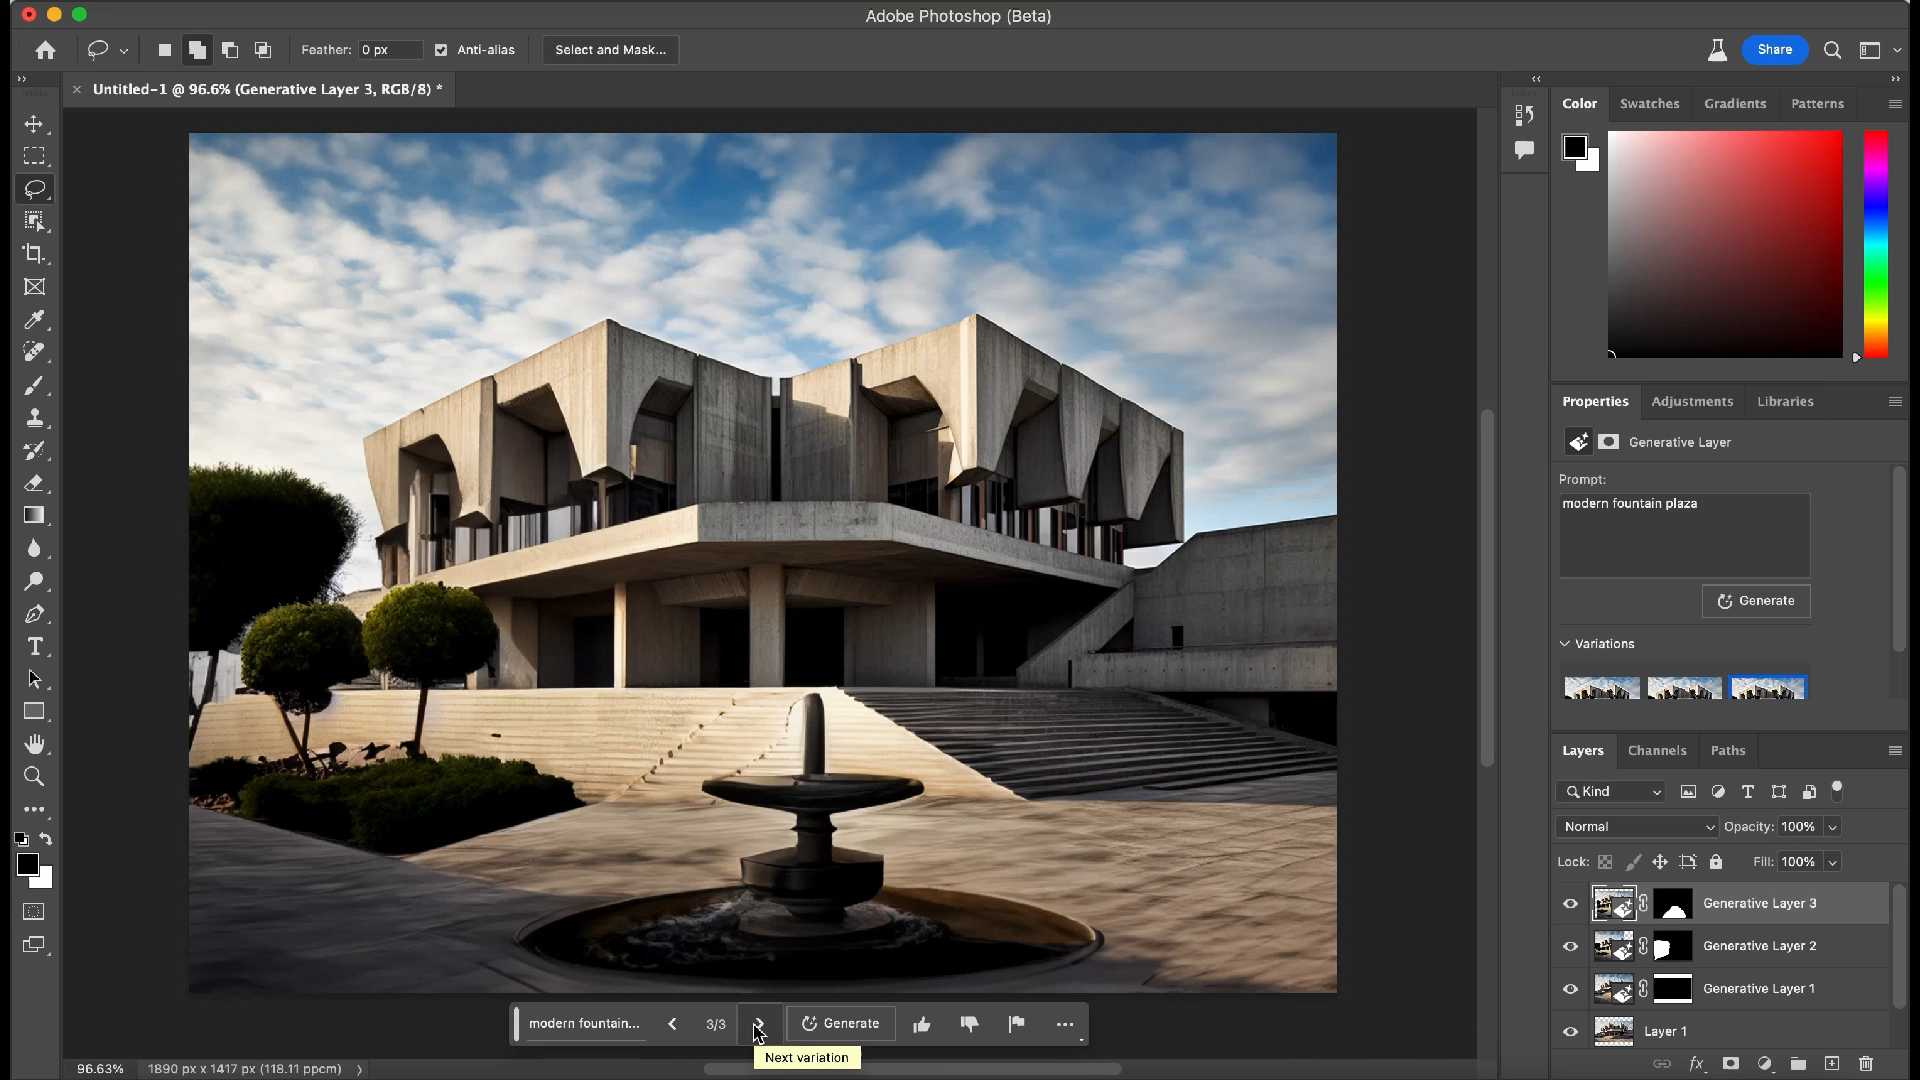 Adobe Photoshop (Beta)
Feather: 0 px Anti-alias Select and Mask... Share
Untitled-1 @ 96.6% (Generative Layer 3, RGB/8) *
Color Swatches Gradients Patterns
Properties Adjustments Libraries
Generative Layer
Prompt:
modern fountain plaza
Generate
Variations
Layers Channels Paths
Kind
Normal Opacity: 100%
Lock: Fill: 100%
Generative Layer 3
Generative Layer 2
Generative Layer 1
Layer 1
fx
modern fountain... 3/3 Generate
Next variation
96.63% 1890 px x 1417 px (118.11 ppcm)